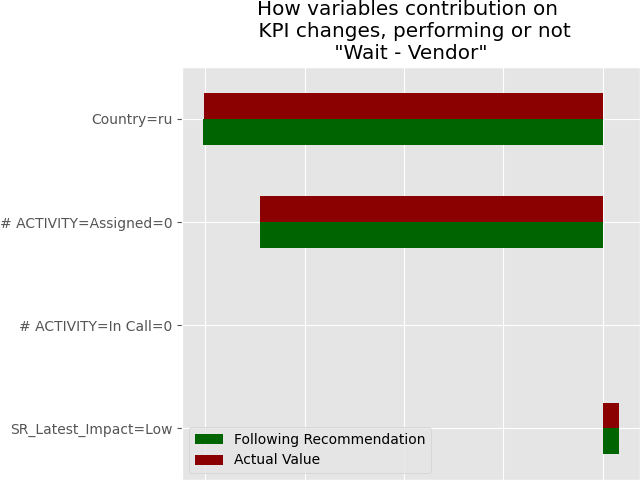 How variables contribution on
KPI changes, performing or not
"Wait - Vendor"
Country=ru
# ACTIVITY=Assigned=0
# ACTIVITY=In Call=0
SR_Latest_Impact=Low
Following Recommendation
Actual Value